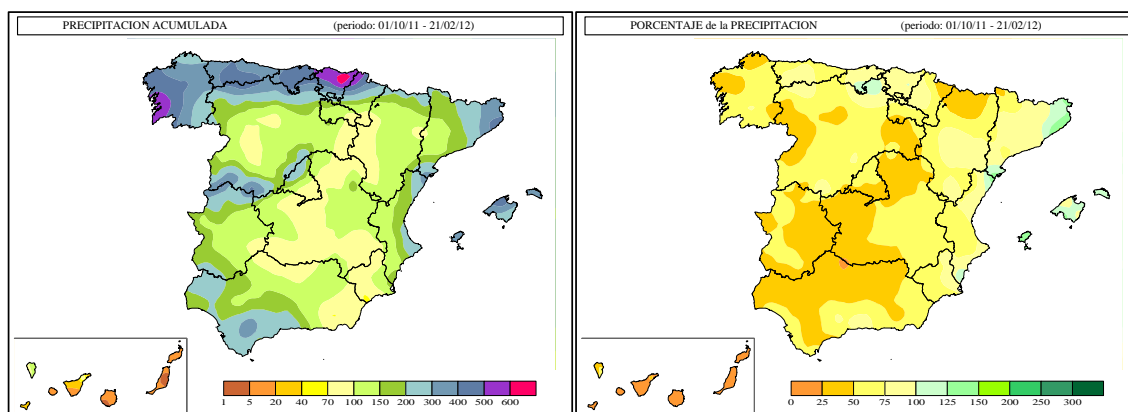 PRECIPITACION ACUMULADA (periodo: 01/10/11 - 21/02/12)
1 5 20 40 70 100 150 200 300 400 500 600
PORCENTAJE de la PRECIPITACION (periodo: 01/10/11 - 21/02/12)
0 25 50 75 100 125 150 200 250 300